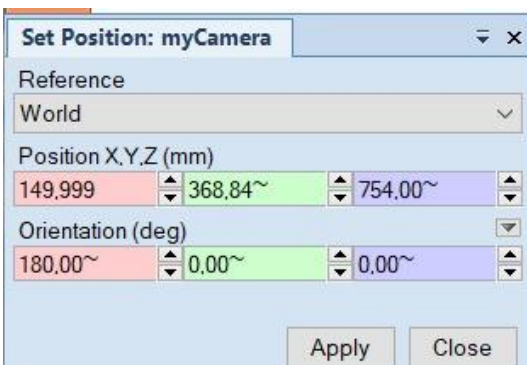 Set Position: myCamera
Reference
World
Position X,Y,Z (mm)
149,999 368,84~ 754,00~
Orientation (deg)
180,00~ 0,00~ 0,00~
Apply Close